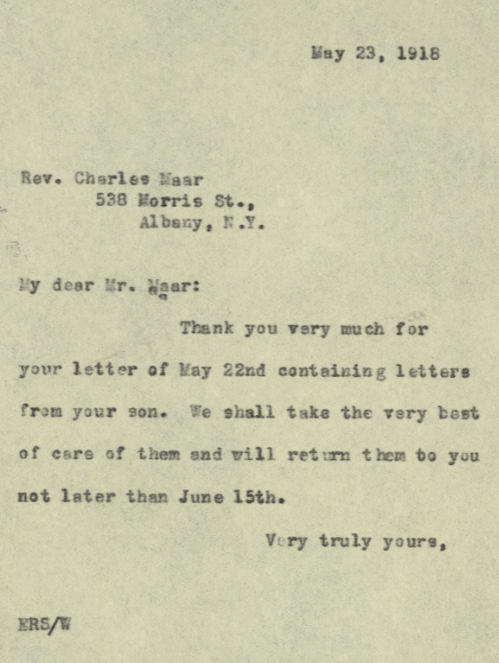 May 23, 1918
Rev. Charles Maar
538 Morris St.,
Albany, N.Y.
My dear Mr. Maar:
Thank you very much for
your letter of May 22nd containing letters
from your son. We shall take the very best
of care of them and will return them to you
not later than June 15th.
Very truly yours,
ERS/W